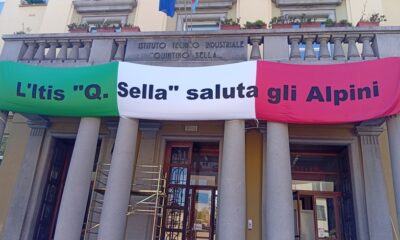 ISTITUTO TECNICO INDUSTRIALE
"QUINTINO SELLA"
L'Itis "Q. Sella" saluta gli Alpini